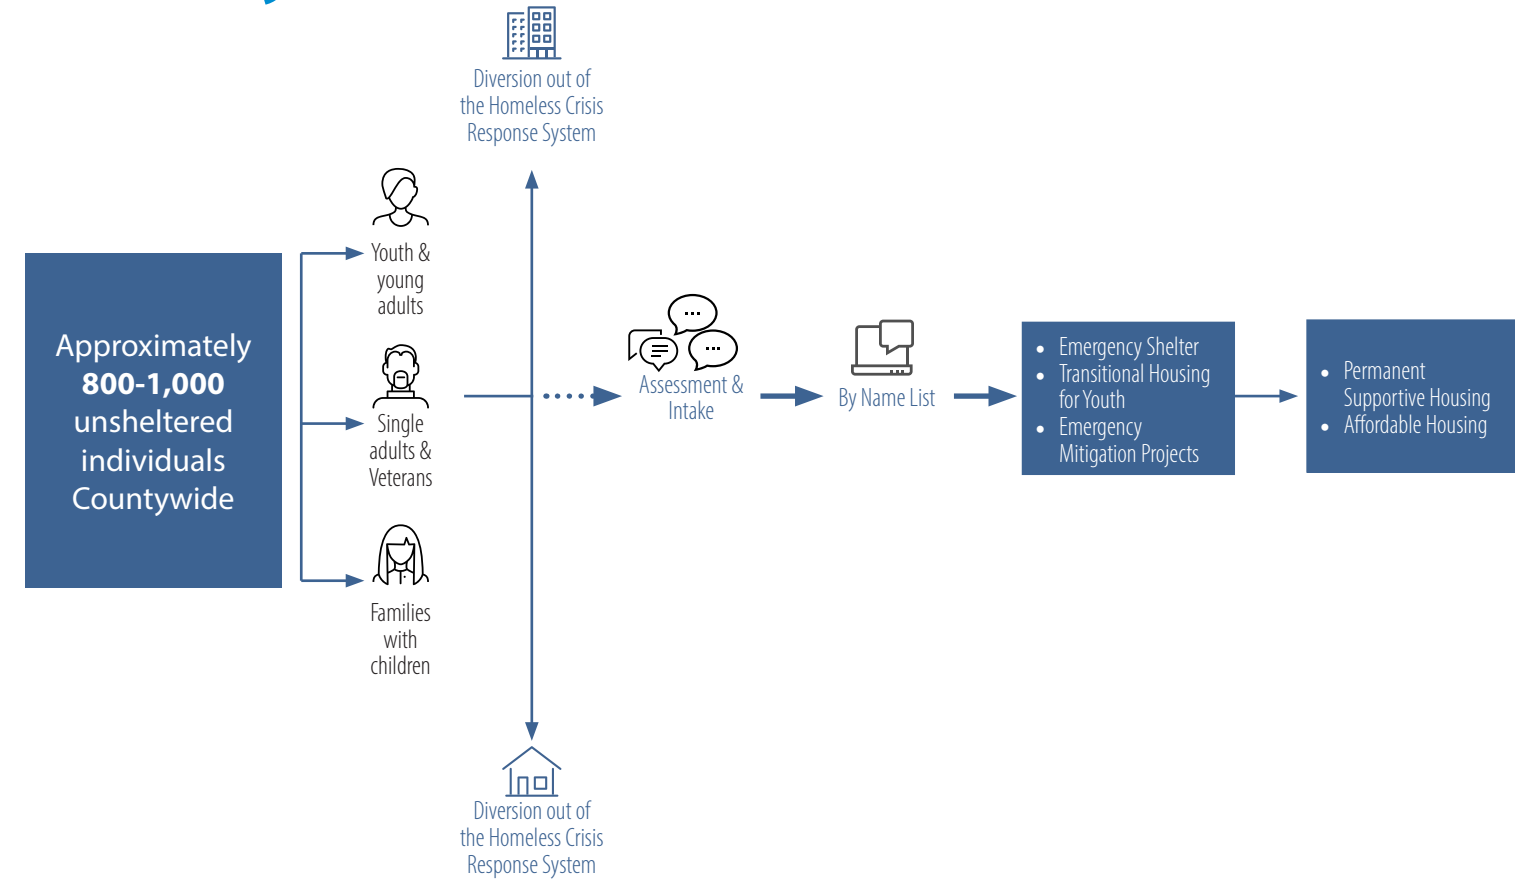 Diversion out of
the Homeless Crisis
Response System
Approximately
800-1,000
unsheltered
individuals
Countywide
Youth &
young
adults
Single
adults &
Veterans
Families
with
children
Assessment &
Intake
By Name List
• Emergency Shelter
• Transitional Housing
for Youth
• Emergency
Mitigation Projects
• Permanent
Supportive Housing
• Affordable Housing
Diversion out of
the Homeless Crisis
Response System